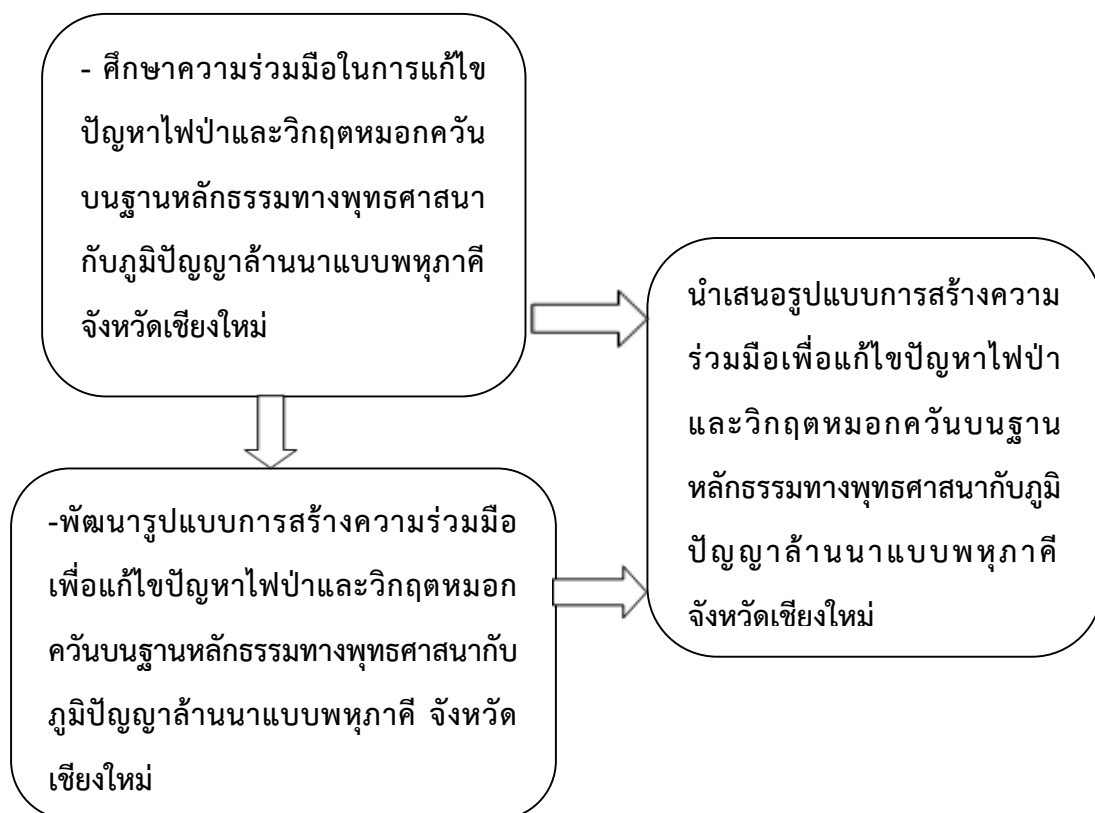 - ศึกษาความร่วมมือในการแก้ไข
ปัญหาไฟป่าและวิกฤตหมอกควัน
บนฐานหลักธรรมทางพุทธศาสนา
กับภูมิปัญญาล้านนาแบบพหุภาคี
จังหวัดเชียงใหม่
นำเสนอรูปแบบการสร้างความ
ร่วมมือเพื่อแก้ไขปัญหาไฟป่า
และวิกฤตหมอกควันบนฐาน
หลักธรรมทางพุทธศาสนากับภูมิ
ปัญญาล้านนาแบบพหุภาคี
จังหวัดเชียงใหม่
-พัฒนารูปแบบการสร้างความร่วมมือ
เพื่อแก้ไขปัญหาไฟป่าและวิกฤตหมอก
ควันบนฐานหลักธรรมทางพุทธศาสนากับ
ภูมิปัญญาล้านนาแบบพหุภาคี จังหวัด
เชียงใหม่